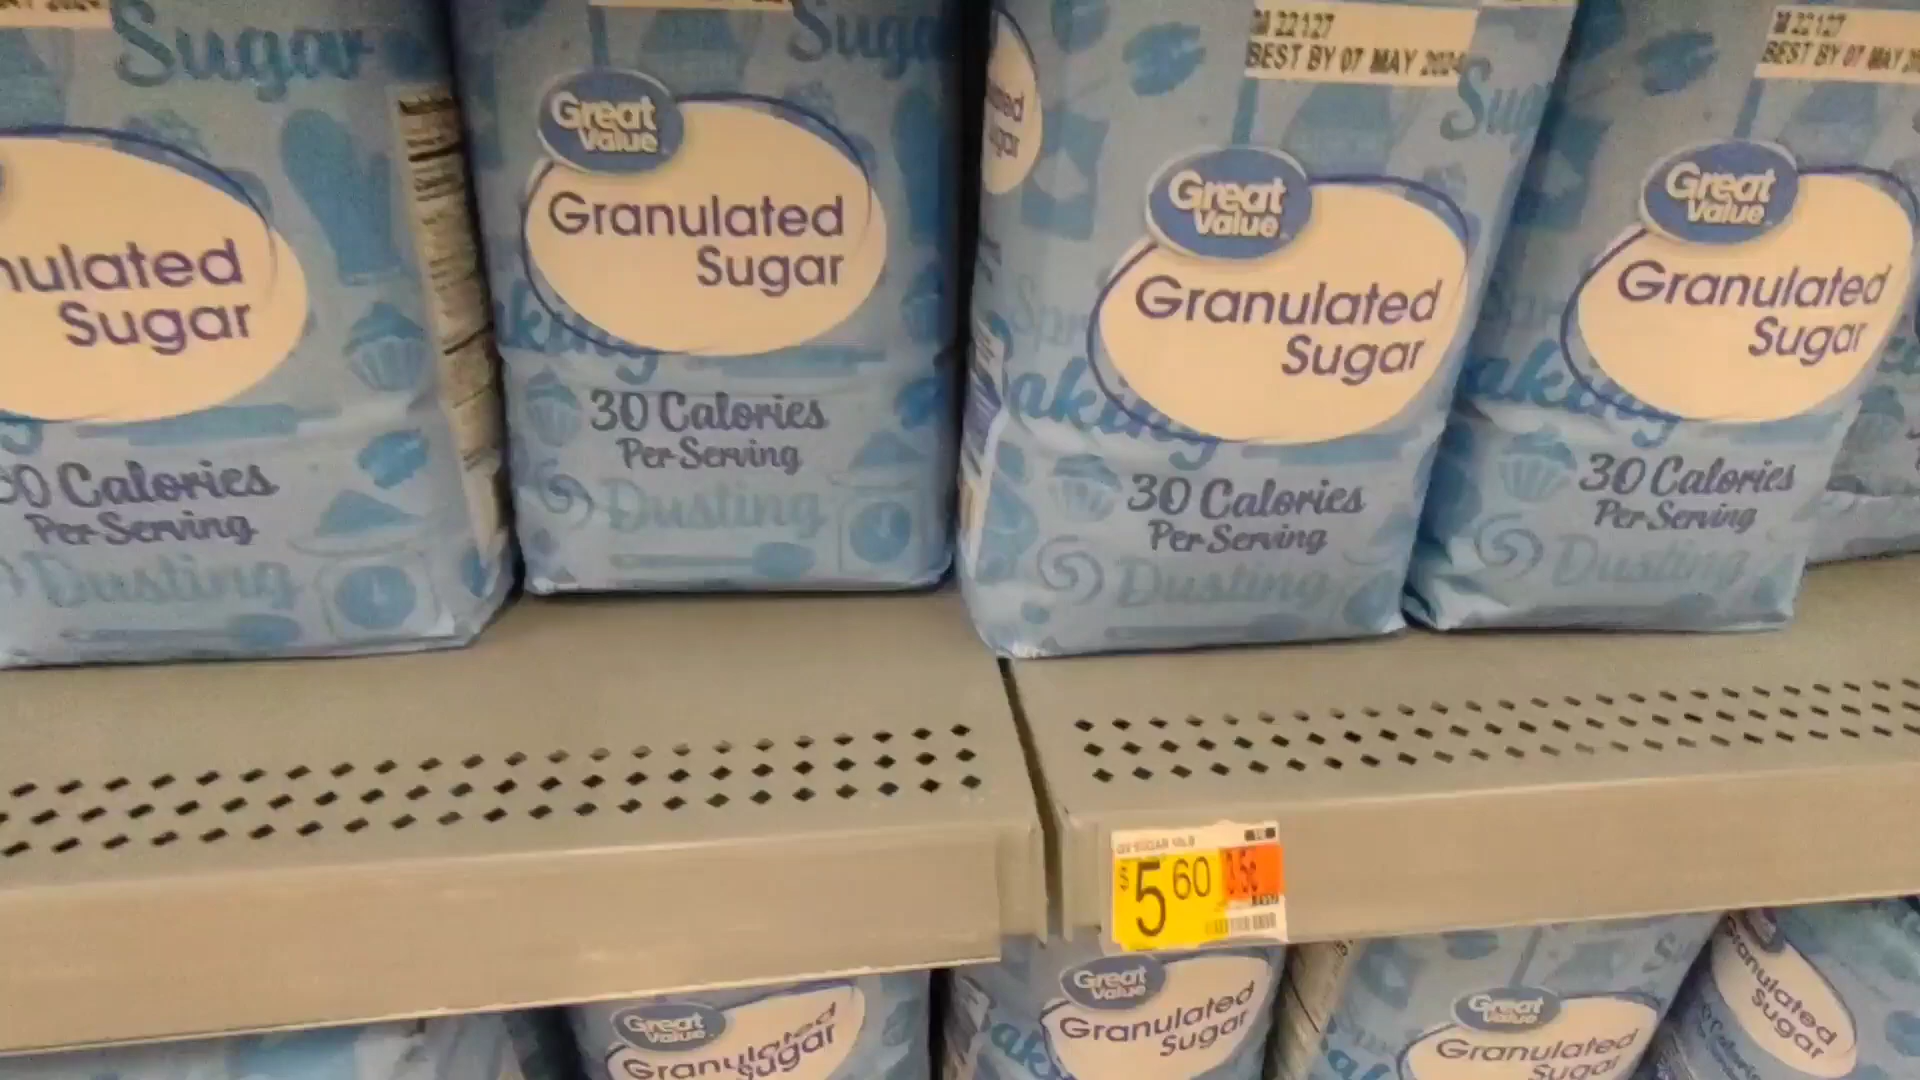 Sugar
nulated
Sugar
Calories
Per Serving
Dusting
Great
Value
Granulated
Sugar
30 Calories
Per Serving
Dusting
22127
BEST BY 07 MAY 2024
Great
Value
Granulated
Sugar
30 Calories
Per Serving
Dusting
22127
BEST BY 07 MAY
Great
Value
Granulated
Sugar
30 Calories
Per Serving
Dusting
5 60
Great
Value
Granulated
Sugar
Great
Value
Granulated
Sugar
Great
Value
Granulated
Sugar
anulated
Sugar